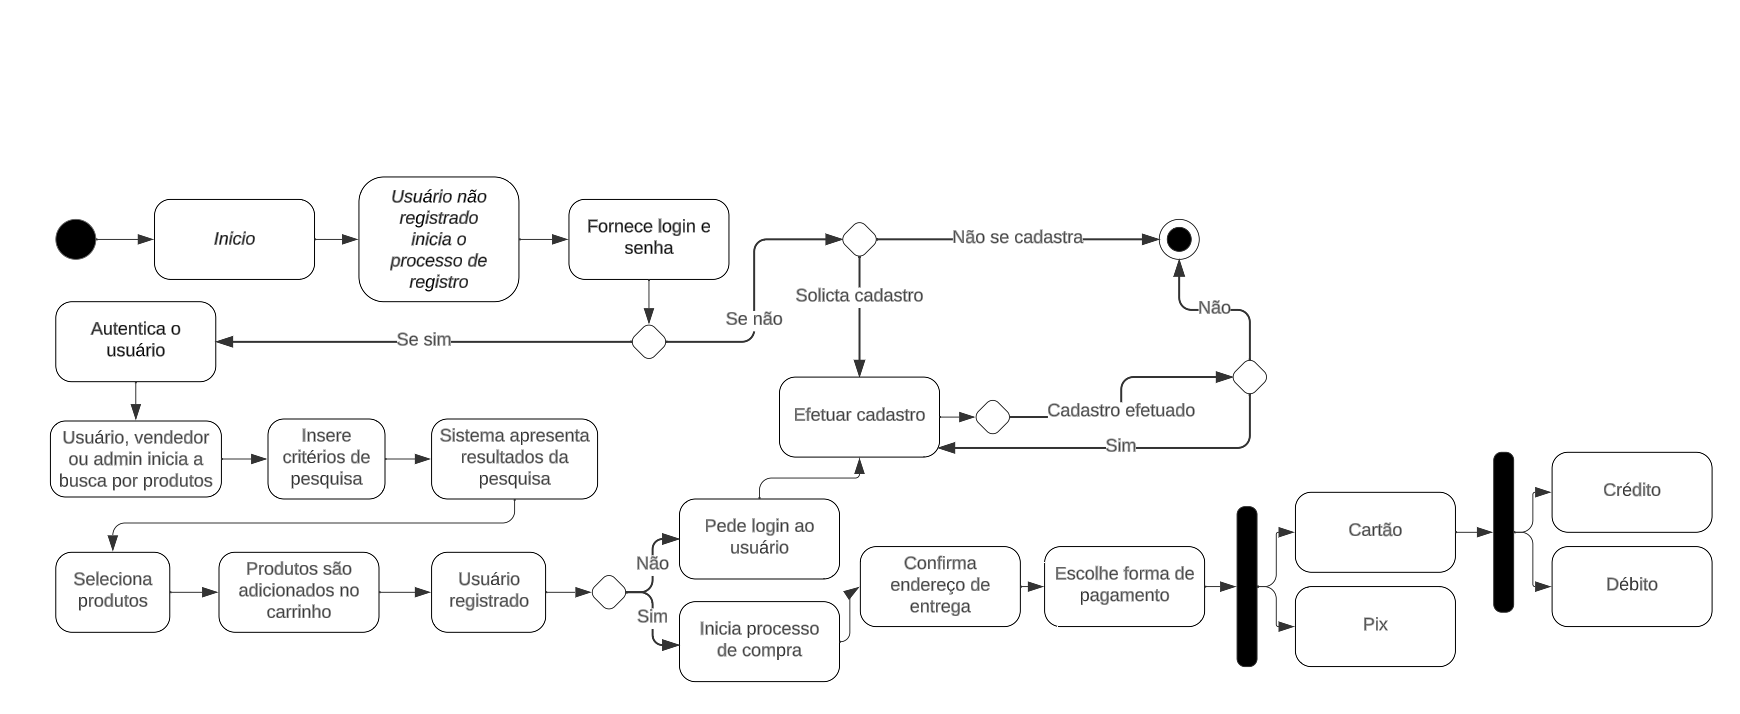 Inicio
Usuário não
registrado
inicia o
processo de
registro
Fornece login e
senha
Não se cadastra
Solicta cadastro
Se não
Não
Autentica o
usuário
Se sim
Efetuar cadastro
Cadastro efetuado
Sim
Usuário, vendedor
ou admin inicia a
busca por produtos
Insere
critérios de
pesquisa
Sistema apresenta
resultados da
pesquisa
Seleciona
produtos
Produtos são
adicionados no
carrinho
Usuário
registrado
Não
Sim
Pede login ao
usuário
Inicia processo
de compra
Confirma
endereço de
entrega
Escolhe forma de
pagamento
Cartão
Pix
Crédito
Débito